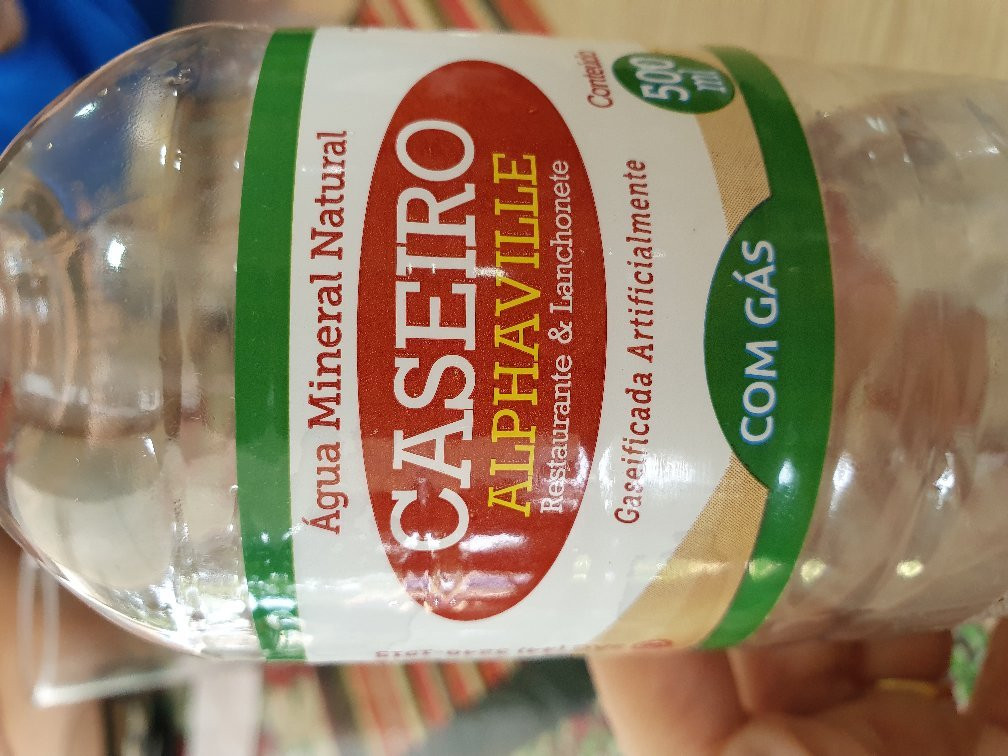 Água Mineral Natural
CASEIRO
ALPHAVILLE
Restaurante & Lanchonete
Gaseificada Artificialmente
Conteúdo
500
ml
COM GÁS